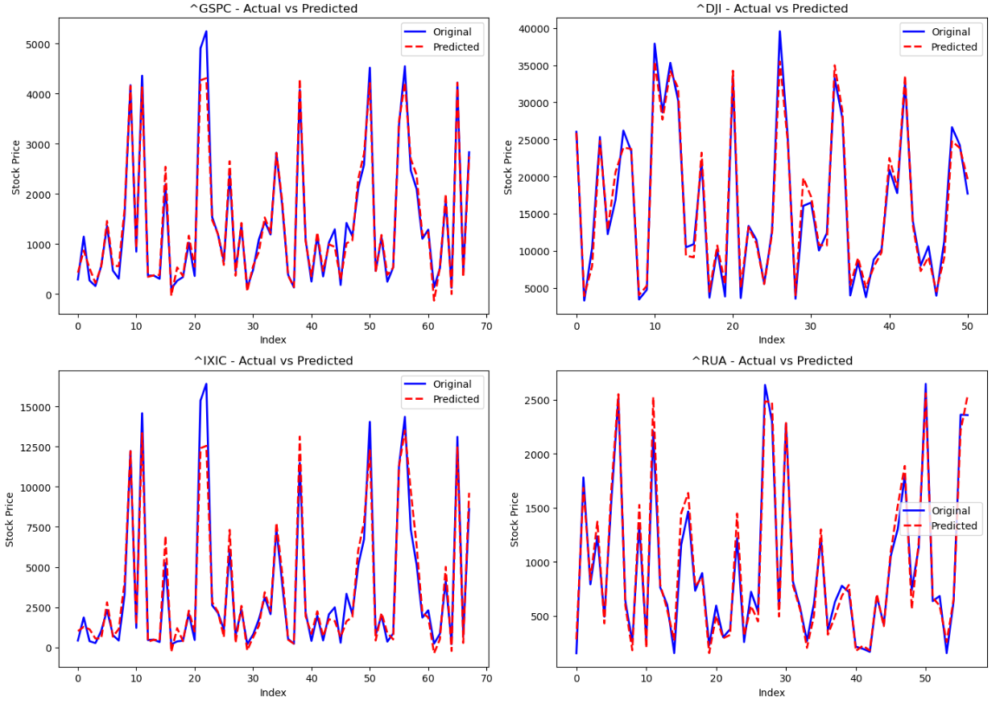 ^GSPC - Actual vs Predicted
Original
Predicted
Stock Price
5000
4000
3000
2000
1000
0
0 10 20 30 40 50 60 70
Index
^DJI - Actual vs Predicted
Original
Predicted
Stock Price
40000
35000
30000
25000
20000
15000
10000
5000
0 10 20 30 40 50
Index
^IXIC - Actual vs Predicted
Original
Predicted
Stock Price
15000
12500
10000
7500
5000
2500
0
0 10 20 30 40 50 60 70
Index
^RUA - Actual vs Predicted
Original
Predicted
Stock Price
2500
2000
1500
1000
500
0 10 20 30 40 50
Index